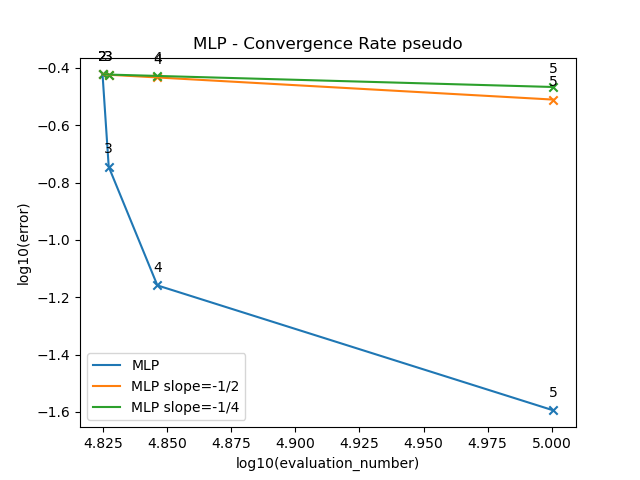 MLP - Convergence Rate pseudo
log10(error)
−0.4
−0.6
−0.8
−1.0
−1.2
−1.4
−1.6
2
2
3
4
4
5
5
3
4
5
MLP
MLP slope=-1/2
MLP slope=-1/4
4.825 4.850 4.875 4.900 4.925 4.950 4.975 5.000
log10(evaluation_number)